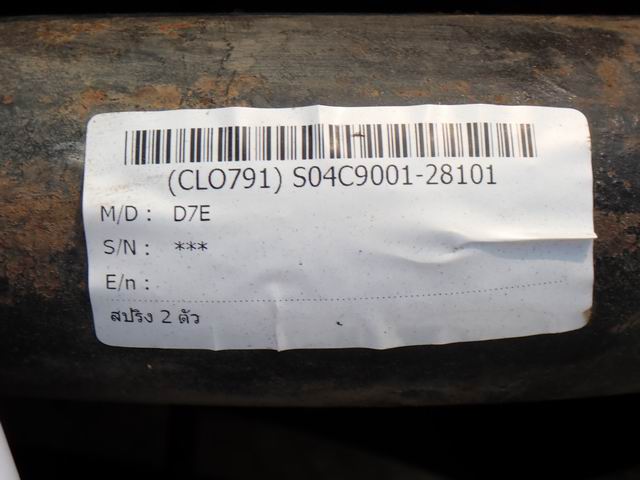 (CLO791) S04C9001-28101
M/D : D7E
S/N : ***
E/n :
สปริง 2 ตัว